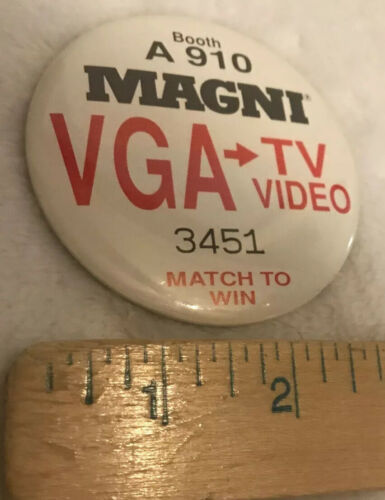 Booth
A 910
MAGNI®
VGA→TV
VIDEO
3451
MATCH TO
WIN
1 2